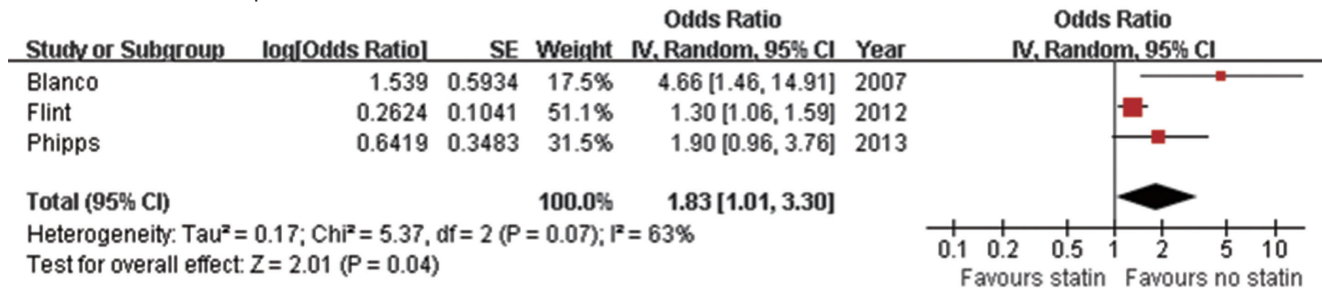 Odds Ratio Odds Ratio
Study or Subgroup log[Odds Ratio] SE Weight IV, Random, 95% CI Year IV, Random, 95% CI
Blanco 1.539 0.5934 17.5% 4.66 [1.46, 14.91] 2007
Flint 0.2624 0.1041 51.1% 1.30 [1.06, 1.59] 2012
Phipps 0.6419 0.3483 31.5% 1.90 [0.96, 3.76] 2013
Total (95% CI) 100.0% 1.83 [1.01, 3.30]
Heterogeneity: Tau² = 0.17; Chi² = 5.37, df = 2 (P = 0.07); I² = 63%
Test for overall effect: Z = 2.01 (P = 0.04)
0.1 0.2 0.5 1 2 5 10
Favours statin Favours no statin